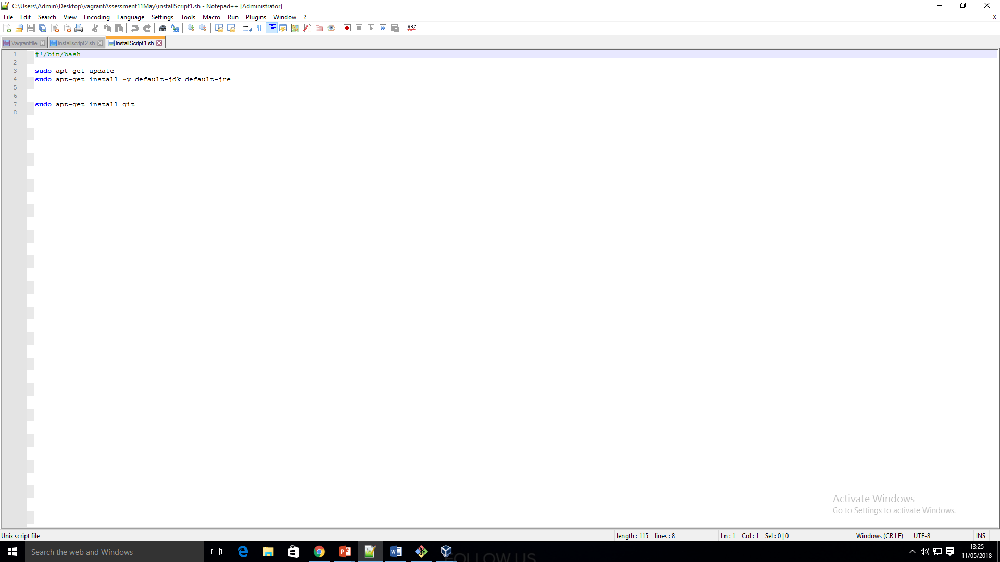 C:\Users\Admin\Desktop\vagrantAssessment11May\installScript1.sh - Notepad++ [Administrator]
File Edit Search View Encoding Language Settings Tools Macro Run Plugins Window ? X
ABC
Vagrantfile installscript2.sh installScript1.sh
1 #!/bin/bash
2
3 sudo apt-get update
4 sudo apt-get install -y default-jdk default-jre
5
6
7 sudo apt-get install git
8
Activate Windows
Go to Settings to activate Windows.
Unix script file length : 115 lines : 8 Ln : 1 Col : 1 Sel : 0 | 0 Windows (CR LF) UTF-8 INS
Search the web and Windows
FOLLOW US
13:25
11/05/2018